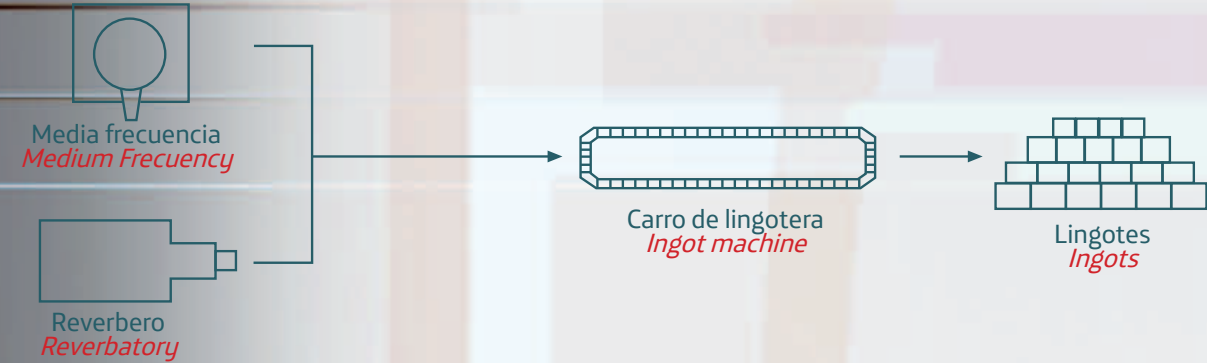 Media frecuencia
Medium Frecuency
Reverbero
Reverbatory
Carro de lingotera
Ingot machine
Lingotes
Ingots